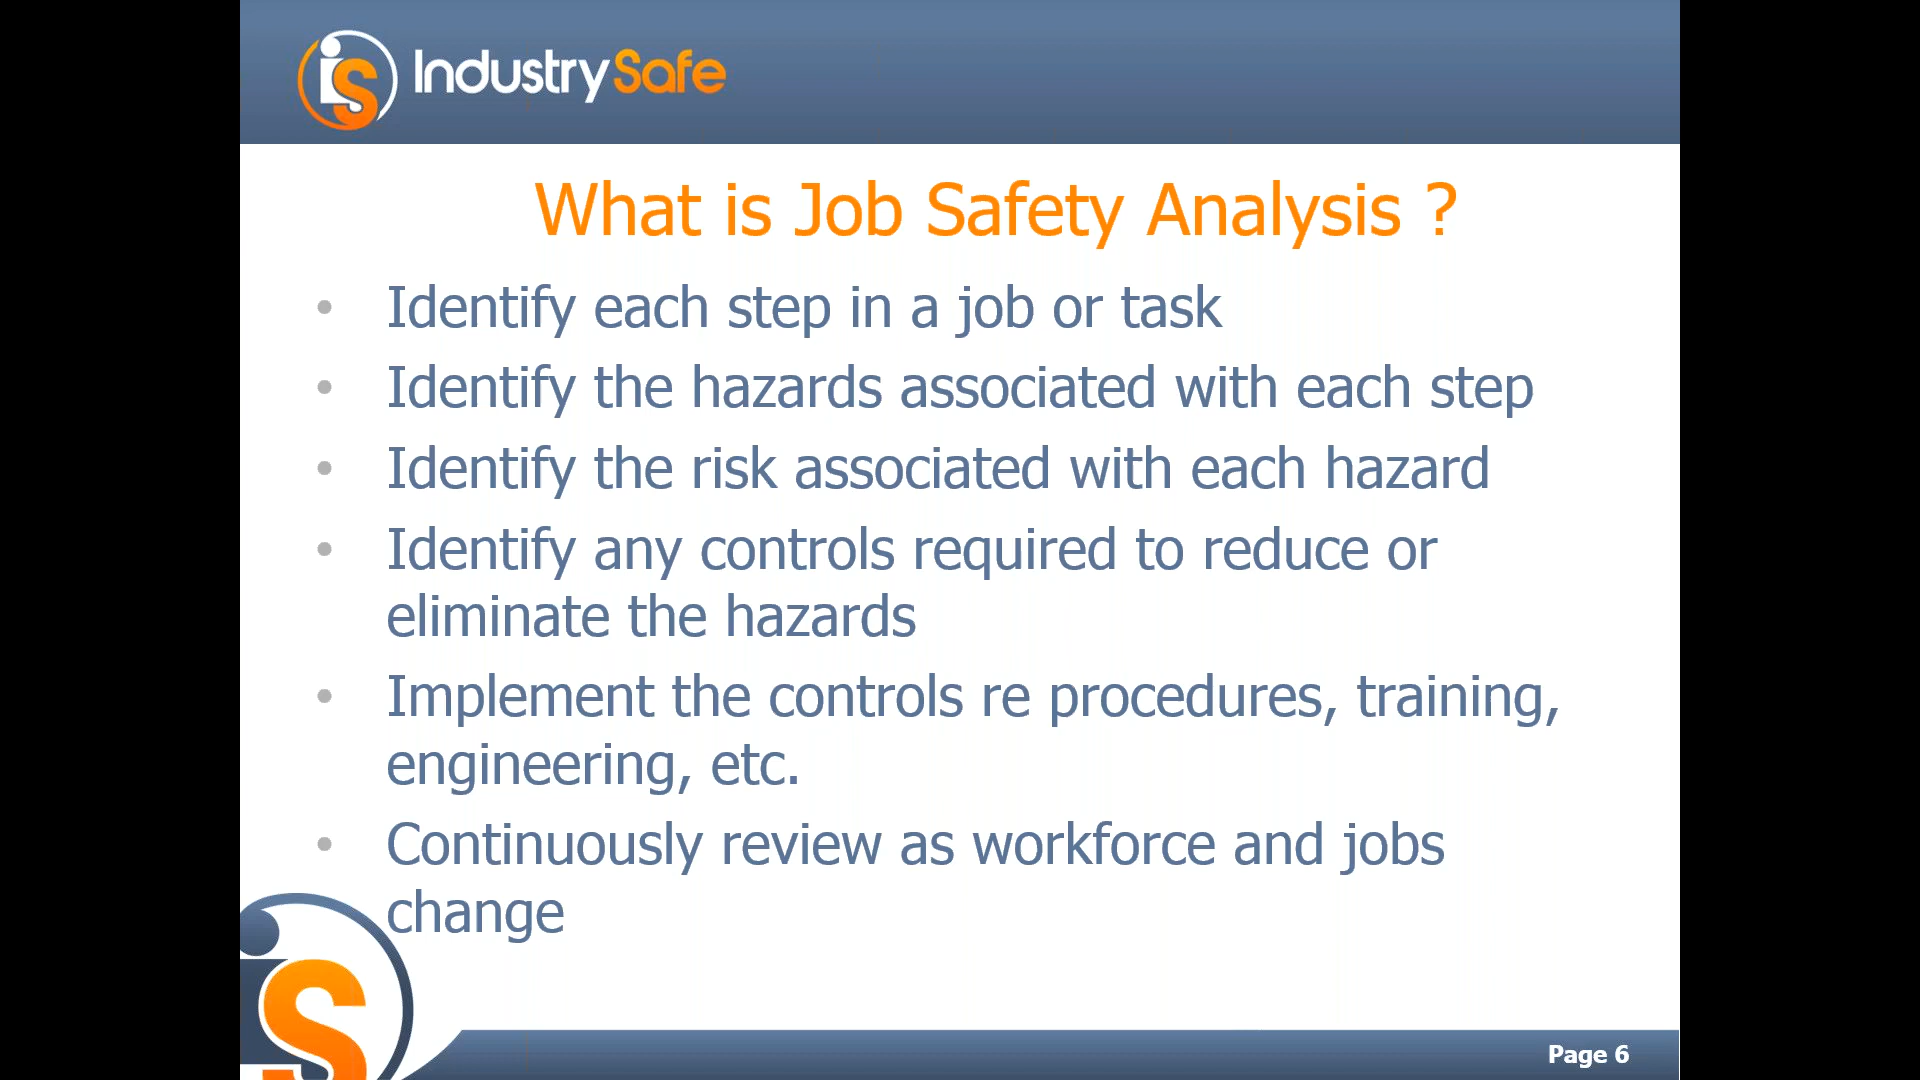 iS IndustrySafe
What is Job Safety Analysis ?
• Identify each step in a job or task
• Identify the hazards associated with each step
• Identify the risk associated with each hazard
• Identify any controls required to reduce or
eliminate the hazards
• Implement the controls re procedures, training,
engineering, etc.
• Continuously review as workforce and jobs
change
iS
Page 6